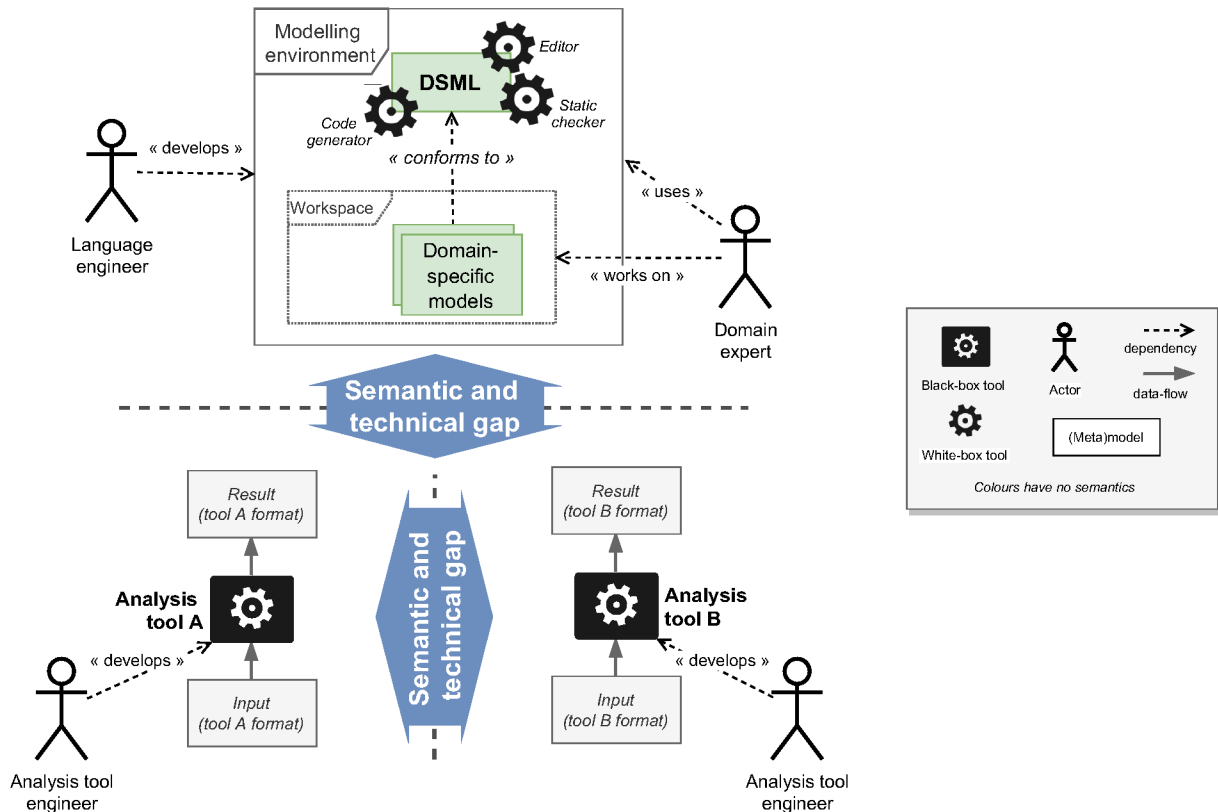 Modelling
environment
Editor
DSML
Static
checker
Code
generator
« develops »
« conforms to »
« uses »
Workspace
Language
engineer
Domain-
specific
models
« works on »
Domain
expert
Semantic and
technical gap
Black-box tool
Actor
dependency
data-flow
White-box tool
(Meta)model
Colours have no semantics
Result
(tool A format)
Analysis
tool A
« develops »
Input
(tool A format)
Analysis tool
engineer
Semantic and
technical gap
Result
(tool B format)
Analysis
tool B
« develops »
Input
(tool B format)
Analysis tool
engineer